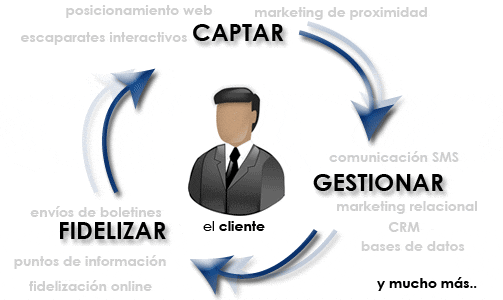 posicionamiento web
marketing de proximidad
escaparates interactivos
CAPTAR
comunicación SMS
GESTIONAR
marketing relacional
CRM
bases de datos
el cliente
envíos de boletines
FIDELIZAR
puntos de información
fidelización online
y mucho más..